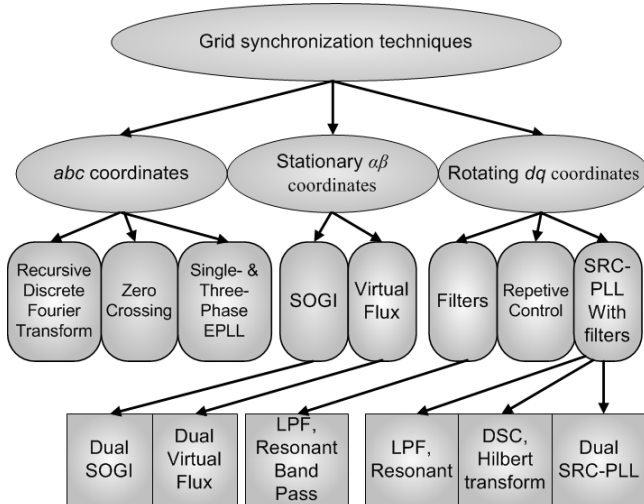 Grid synchronization techniques
abc coordinates
Stationary αβ
coordinates
Rotating dq coordinates
Recursive
Discrete
Fourier
Transform
Zero
Crossing
Single- &
Three-
Phase
EPLL
SOGI
Virtual
Flux
Filters
Repetive
Control
SRC-
PLL
With
filters
Dual
SOGI
Dual
Virtual
Flux
LPF,
Resonant
Band
Pass
LPF,
Resonant
DSC,
Hilbert
transform
Dual
SRC-PLL